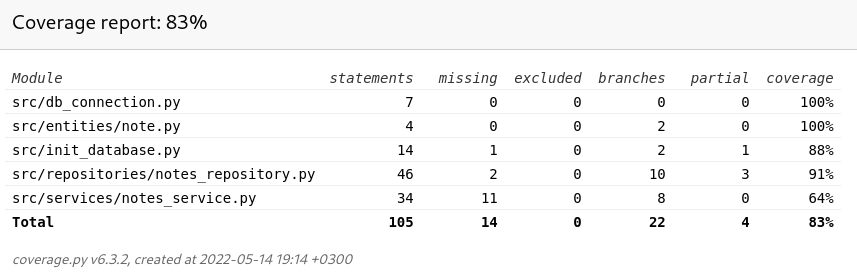 Coverage report: 83%
Module statements missing excluded branches partial coverage
src/db_connection.py 7 0 0 0 0 100%
src/entities/note.py 4 0 0 2 0 100%
src/init_database.py 14 1 0 2 1 88%
src/repositories/notes_repository.py 46 2 0 10 3 91%
src/services/notes_service.py 34 11 0 8 0 64%
Total 105 14 0 22 4 83%
coverage.py v6.3.2, created at 2022-05-14 19:14 +0300